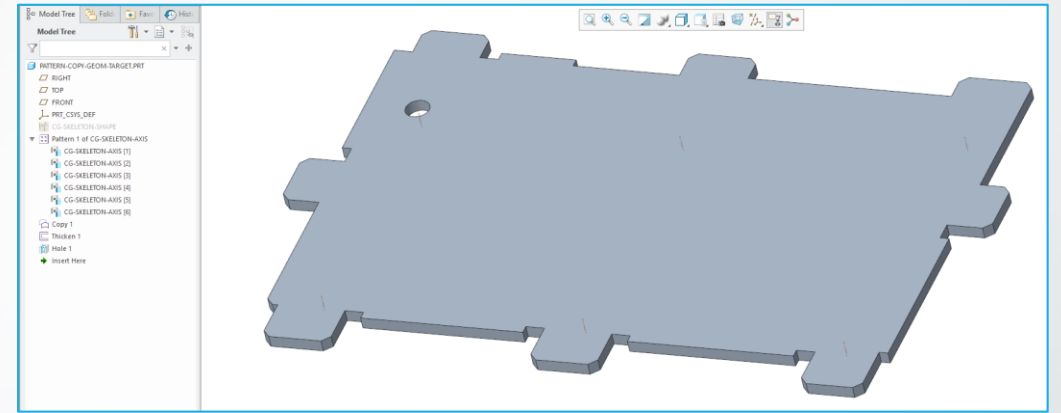 Model Tree
Fold
Favo
Hist
Model Tree
PATTERN-COPY-GEOM-TARGET.PRT
RIGHT
TOP
FRONT
PRT_CSYS_DEF
CG-SKELETON-SHAPE
Pattern 1 of CG-SKELETON-AXIS
CG-SKELETON-AXIS [1]
CG-SKELETON-AXIS [2]
CG-SKELETON-AXIS [3]
CG-SKELETON-AXIS [4]
CG-SKELETON-AXIS [5]
CG-SKELETON-AXIS [6]
Copy 1
Thicken 1
Hole 1
Insert Here